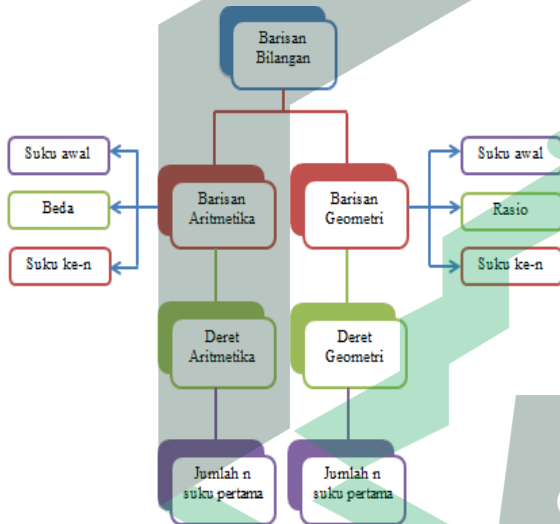 Barisan
Bilangan
Suku awal
Beda
Suku ke-n
Barisan
Aritmetika
Barisan
Geometri
Suku awal
Rasio
Suku ke-n
Deret
Aritmetika
Deret
Geometri
Jumlah n
suku pertama
Jumlah n
suku pertama